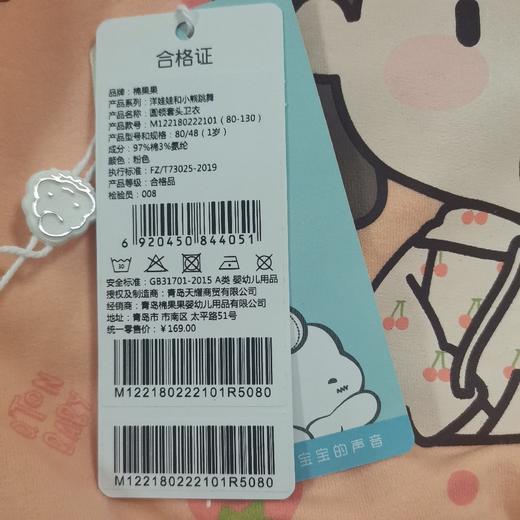 合格证
品牌：棉果果
产品系列：洋娃娃和小熊跳舞
产品名称：圆领套头卫衣
产品款号：M122180222101 (80-130)
产品型号和规格：80/48 (1岁)
成分：97%棉3%氨纶
颜色：粉色
执行标准：FZ/T73025-2019
产品等级：合格品
检验员：008
6 920450 844051
30
安全标准：GB31701-2015 A类 婴幼儿用品
授权及制造商：青岛天熠商贸有限公司
经销商：青岛棉果果婴幼儿用品有限公司
地址：青岛市 市南区 太平路51号
统一零售价：¥169.00
M122180222101R5080
M122180222101R5080
宝宝的声音